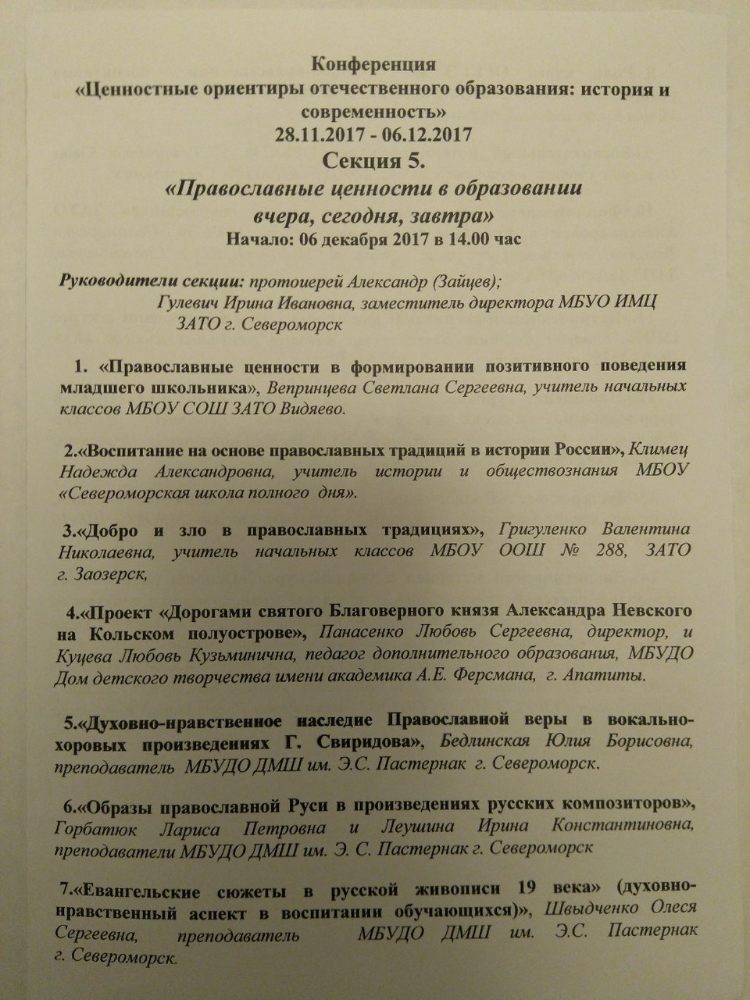 Конференция
«Ценностные ориентиры отечественного образования: история и
современность»
28.11.2017 - 06.12.2017
Секция 5.
«Православные ценности в образовании
вчера, сегодня, завтра»
Начало: 06 декабря 2017 в 14.00 час
Руководители секции: протоиерей Александр (Зайцев);
Гулевич Ирина Ивановна, заместитель директора МБУО ИМЦ
ЗАТО г. Североморск
1. «Православные ценности в формировании позитивного поведения
младшего школьника», Вепринцева Светлана Сергеевна, учитель начальных
классов МБОУ СОШ ЗАТО Видяево.
2.«Воспитание на основе православных традиций в истории России», Климец
Надежда Александровна, учитель истории и обществознания МБОУ
«Североморская школа полного дня».
3.«Добро и зло в православных традициях», Григуленко Валентина
Николаевна, учитель начальных классов МБОУ ООШ № 288, ЗАТО
г. Заозерск,
4.«Проект «Дорогами святого Благоверного князя Александра Невского
на Кольском полуострове», Панасенко Любовь Сергеевна, директор, и
Куцева Любовь Кузьминична, педагог дополнительного образования, МБУДО
Дом детского творчества имени академика А.Е. Ферсмана, г. Апатиты.
5.«Духовно-нравственное наследие Православной веры в вокально-
хоровых произведениях Г. Свиридова», Бедлинская Юлия Борисовна,
преподаватель МБУДО ДМШ им. Э.С. Пастернак г. Североморск.
6.«Образы православной Руси в произведениях русских композиторов»,
Горбатюк Лариса Петровна и Леушина Ирина Константиновна,
преподаватели МБУДО ДМШ им. Э. С. Пастернак г. Североморск
7.«Евангельские сюжеты в русской живописи 19 века» (духовно-
нравственный аспект в воспитании обучающихся)», Швыдченко Олеся
Сергеевна, преподаватель МБУДО ДМШ им. Э.С. Пастернак
г. Североморск.